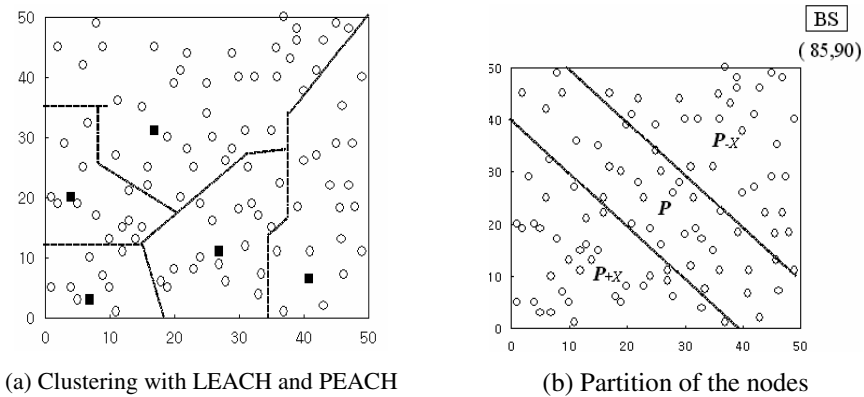 BS
( 85,90)
50
40
30
20
10
0
0 10 20 30 40 50
50
40
30
20
10
0
0 10 20 30 40 50
P-X
P
P+X
(a) Clustering with LEACH and PEACH
(b) Partition of the nodes